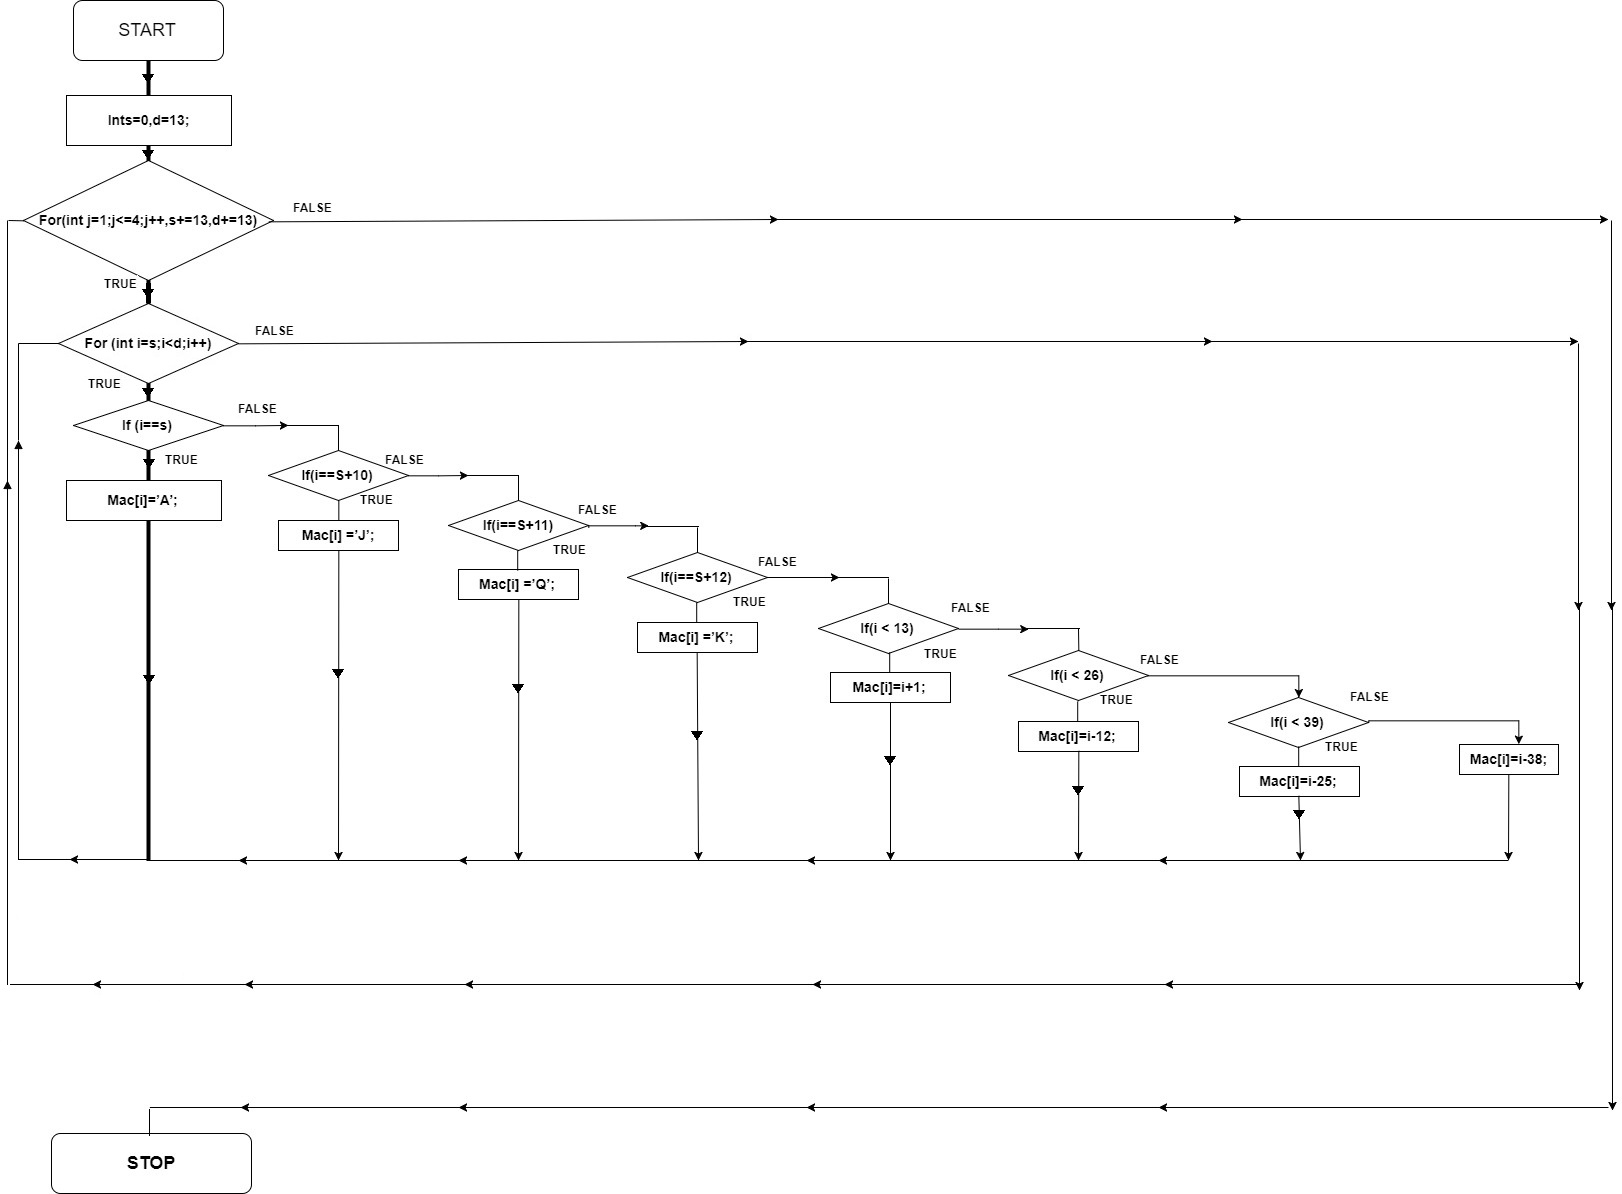 START
Ints=0,d=13;
For(int j=1;j<=4;j++,s+=13,d+=13)
FALSE
TRUE
For (int i=s;i<d;i++)
FALSE
TRUE
If (i==s)
FALSE
TRUE
Mac[i]=’A’;
If(i==S+10)
FALSE
TRUE
Mac[i] =’J’;
If(i==S+11)
FALSE
TRUE
Mac[i] =’Q’;
If(i==S+12)
FALSE
TRUE
Mac[i] =’K’;
If(i < 13)
FALSE
TRUE
Mac[i]=i+1;
If(i < 26)
FALSE
TRUE
Mac[i]=i-12;
If(i < 39)
FALSE
TRUE
Mac[i]=i-25;
Mac[i]=i-38;
STOP